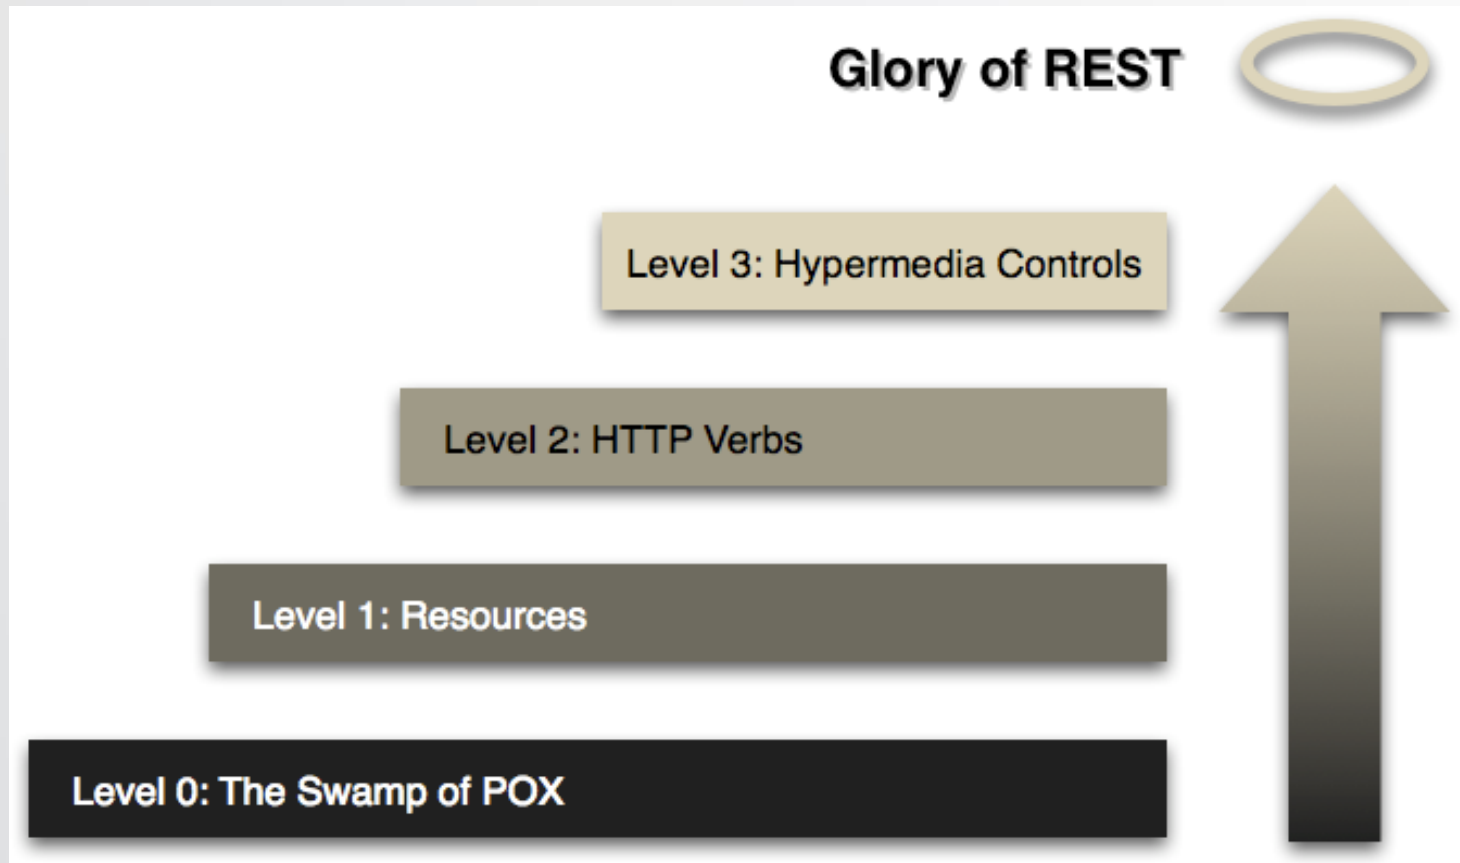 Glory of REST
Level 3: Hypermedia Controls
Level 2: HTTP Verbs
Level 1: Resources
Level 0: The Swamp of POX